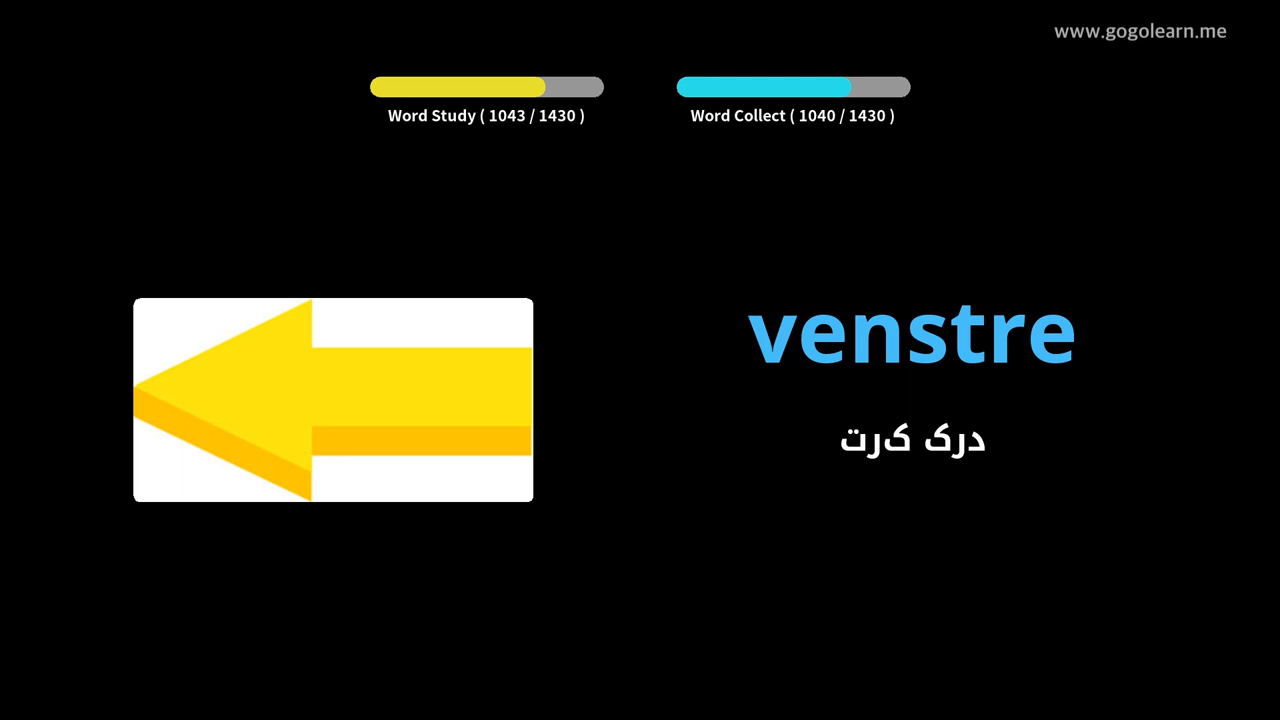 www.gogolearn.me
Word Study ( 1043 / 1430 )
Word Collect ( 1040 / 1430 )
venstre
درک کرت